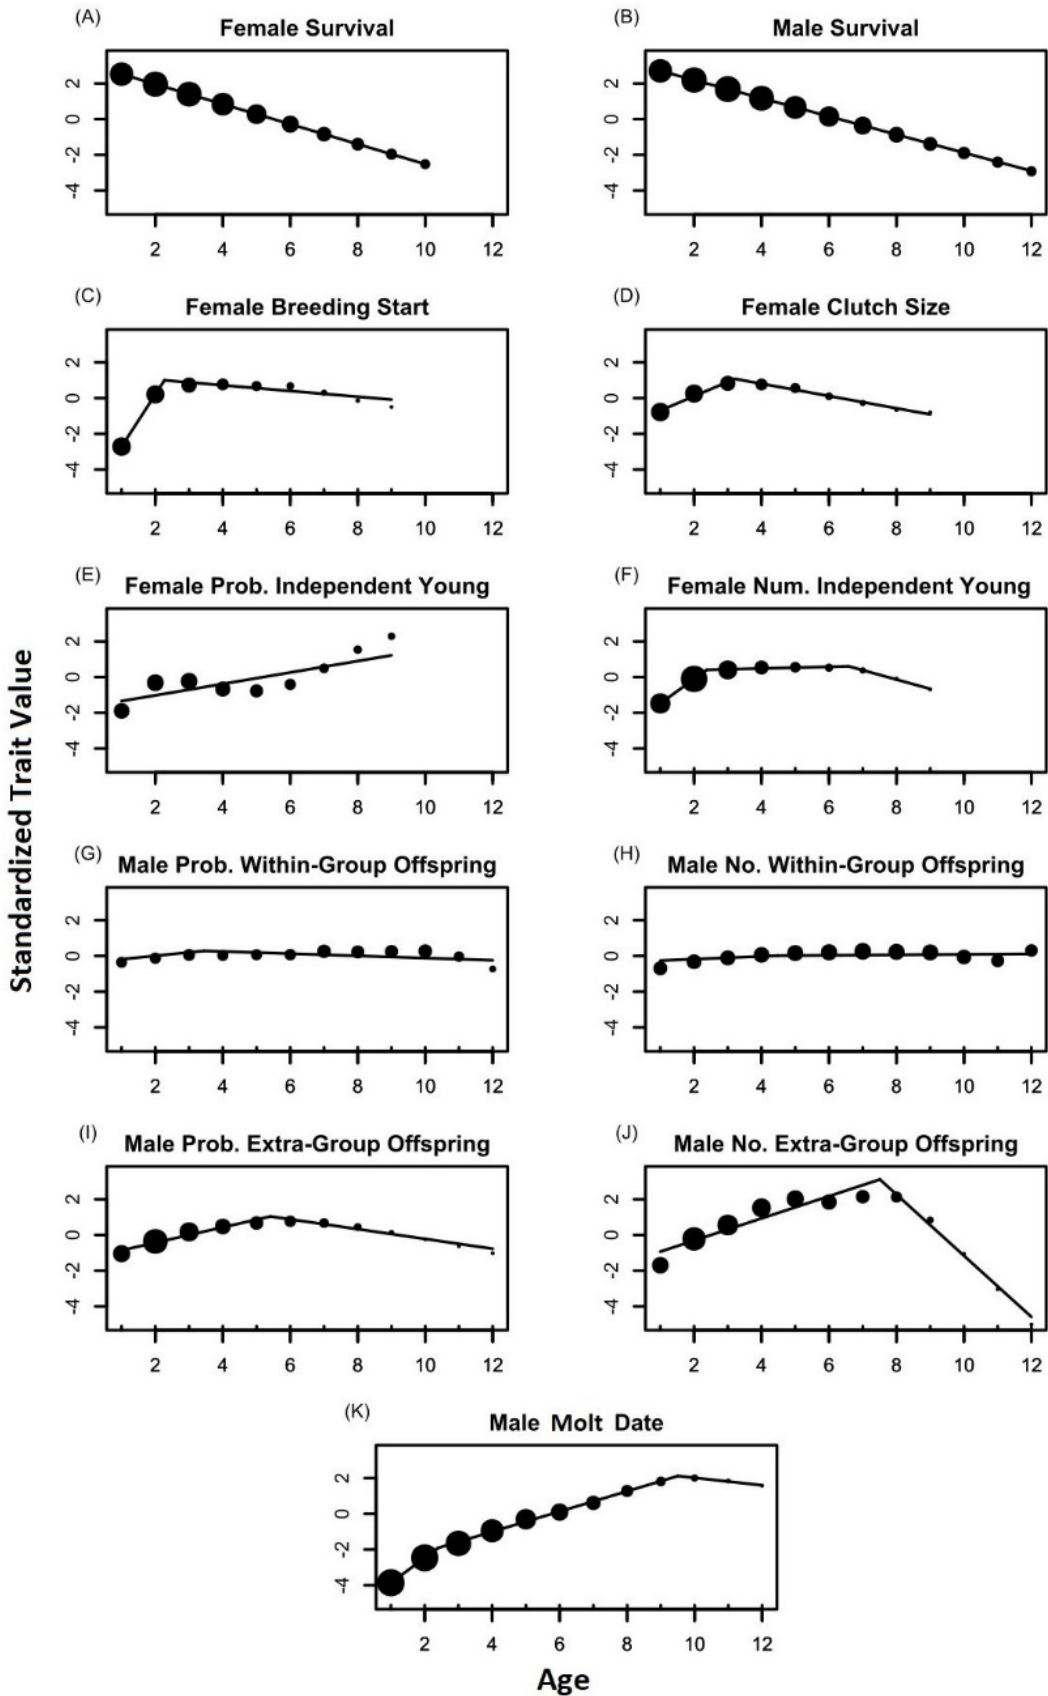 (A)
Female Survival
2
0
-2
-4
2 4 6 8 10 12
(B)
Male Survival
2
0
-2
-4
2 4 6 8 10 12
(C)
Female Breeding Start
2
0
-2
-4
2 4 6 8 10 12
(D)
Female Clutch Size
2
0
-2
-4
2 4 6 8 10 12
(E)
Female Prob. Independent Young
2
0
-2
-4
2 4 6 8 10 12
(F)
Female Num. Independent Young
2
0
-2
-4
2 4 6 8 10 12
Standardized Trait Value
(G)
Male Prob. Within-Group Offspring
2
0
-2
-4
2 4 6 8 10 12
(H)
Male No. Within-Group Offspring
2
0
-2
-4
2 4 6 8 10 12
(I)
Male Prob. Extra-Group Offspring
2
0
-2
-4
2 4 6 8 10 12
(J)
Male No. Extra-Group Offspring
2
0
-2
-4
2 4 6 8 10 12
(K)
Male Molt Date
2
0
-2
-4
2 4 6 8 10 12
Age